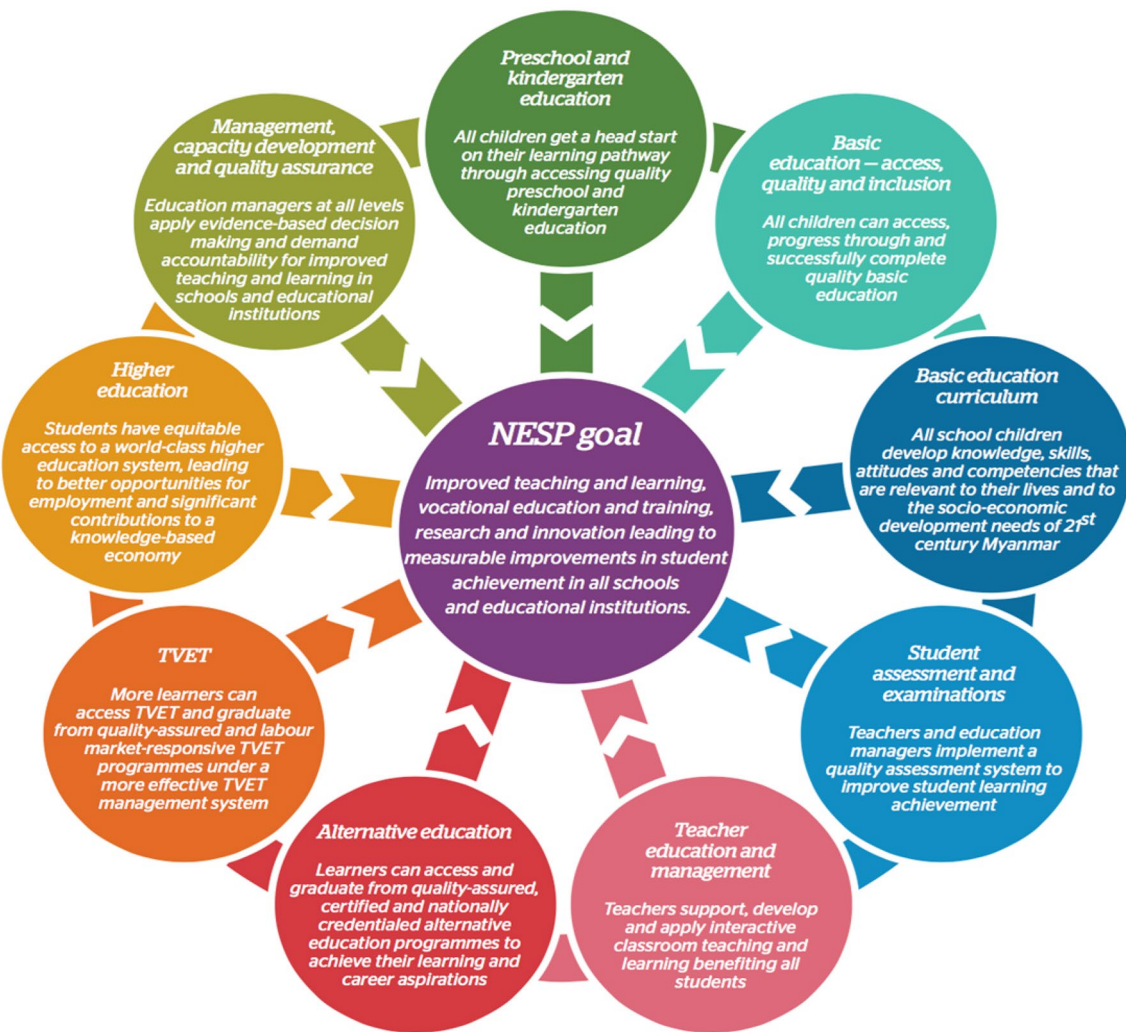 Preschool and
kindergarten
education
All children get a head start
on their learning pathway
through accessing quality
preschool and
kindergarten
education
Basic
education – access,
quality and inclusion
All children can access,
progress through and
successfully complete
quality basic
education
Basic education
curriculum
All school children
develop knowledge, skills,
attitudes and competencies that
are relevant to their lives and to
the socio-economic
development needs of 21st
century Myanmar
Student
assessment and
examinations
Teachers and education
managers implement a
quality assessment system to
improve student learning
achievement
Teacher
education and
management
Teachers support, develop
and apply interactive
classroom teaching and
learning benefiting all
students
Alternative education
Learners can access and
graduate from quality-assured,
certified and nationally
credentialed alternative
education programmes to
achieve their learning and
career aspirations
TVET
More learners can
access TVET and graduate
from quality-assured and labour
market-responsive TVET
programmes under a
more effective TVET
management system
Higher
education
Students have equitable
access to a world-class higher
education system, leading
to better opportunities for
employment and significant
contributions to a
knowledge-based
economy
Management,
capacity development
and quality assurance
Education managers at all levels
apply evidence-based decision
making and demand
accountability for improved
teaching and learning in
schools and educational
institutions
NESP goal
Improved teaching and learning,
vocational education and training,
research and innovation leading to
measurable improvements in student
achievement in all schools
and educational institutions.